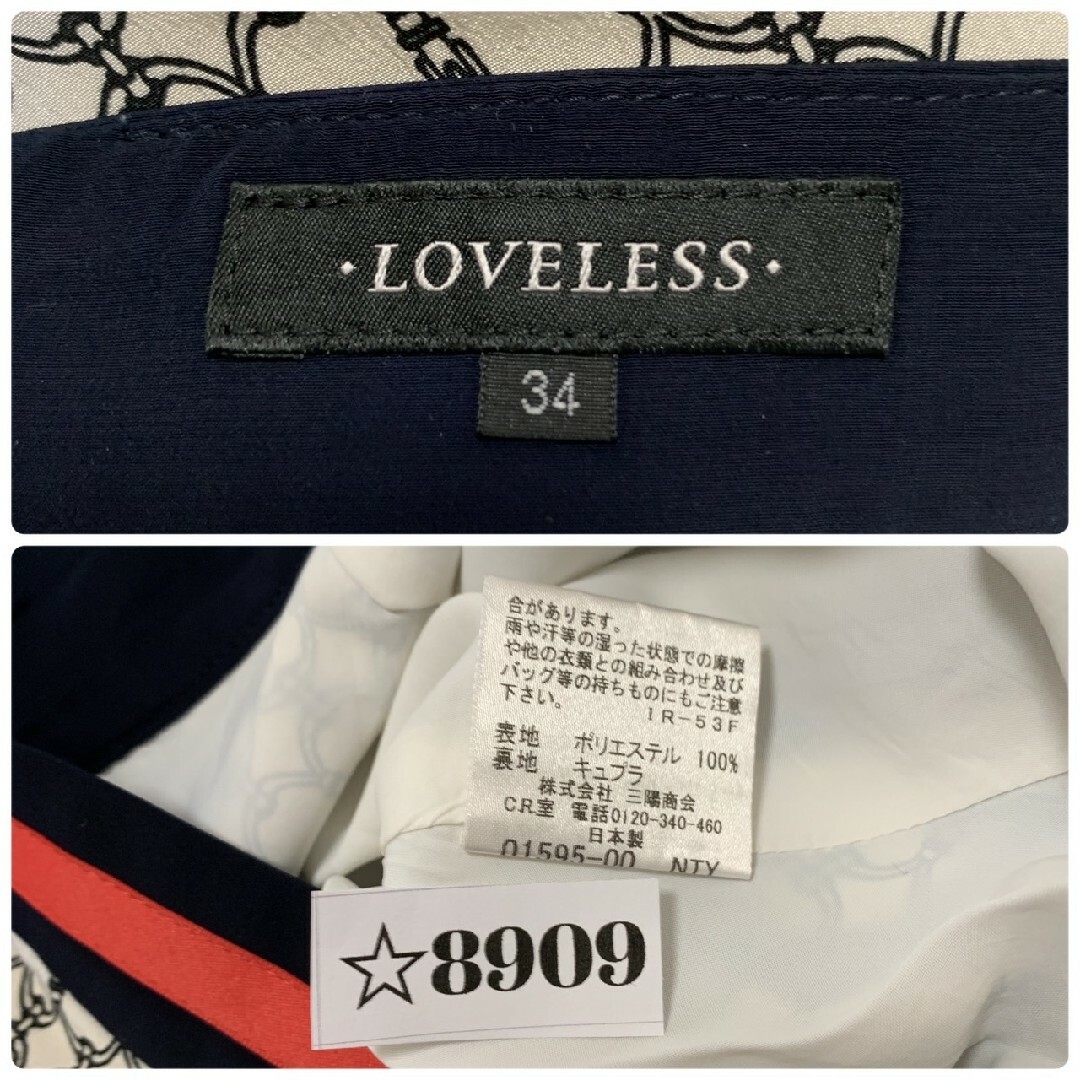 ·LOVELESS·
34
合があります。
雨や汗等の湿った状態での摩擦
や他の衣類との組み合わせ及び
バッグ等の持ちものにもご注意
下さい。
IR-53F
表地 ポリエステル 100%
裏地 キュプラ
株式会社 三陽商会
C.R室 電話0120-340-460
日本製
01595-00 NTY
☆8909